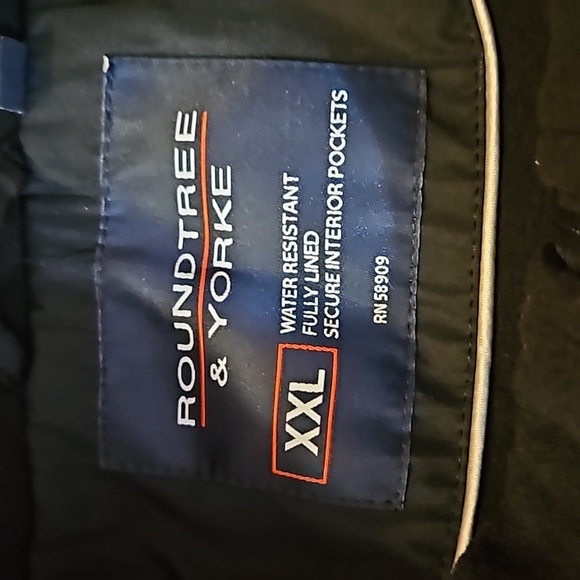 ROUNDTREE
& YORKE
XXL
WATER RESISTANT
FULLY LINED
SECURE INTERIOR POCKETS
RN 58909